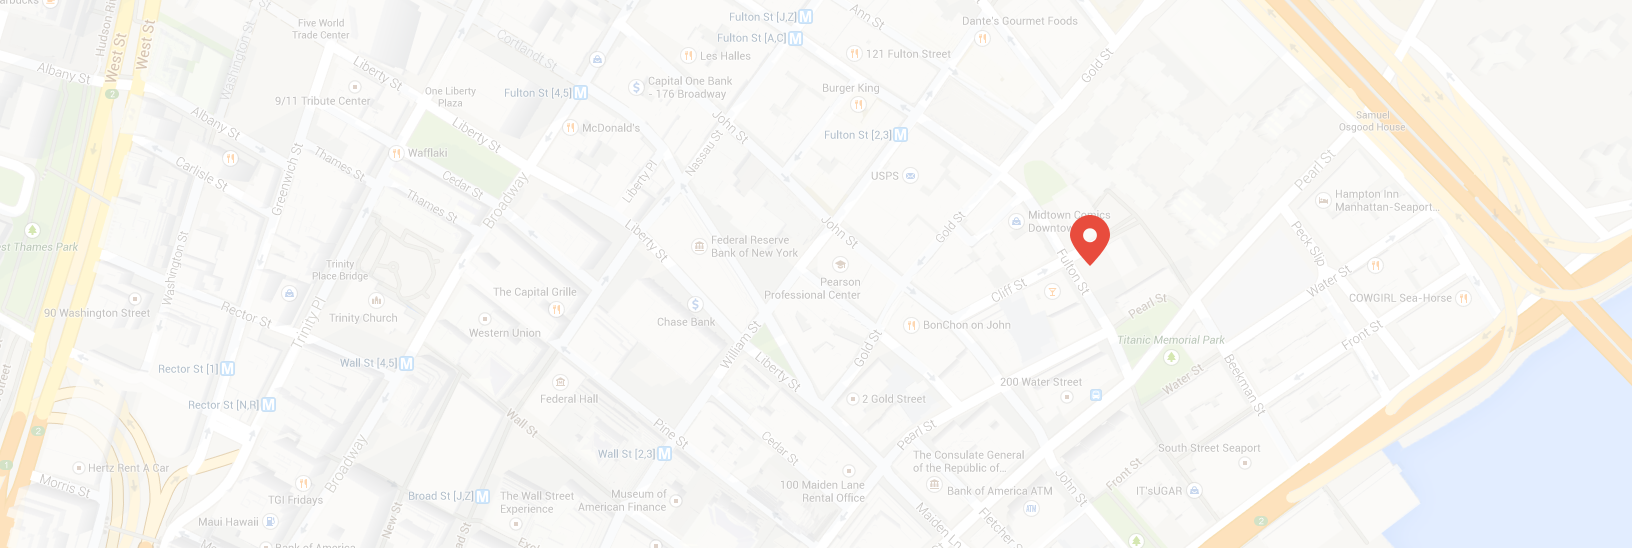 Hudson Riv
West St
West St
Washington St
Five World
Trade Center
Liberty St
Cortlandt St
Fulton St [J,Z] M
Fulton St [A,C] M
Les Halles
Ann St
121 Fulton Street
Dante's Gourmet Foods
Gold St
Albany St
2
9/11 Tribute Center
One Liberty
Plaza
Fulton St [4,5] M
$
Capital One Bank
- 176 Broadway
Burger King
Samuel
Osgood House
Albany St
Liberty St
McDonald's
John St
Nassau St
Fulton St [2,3] M
Wafflaki
Carlisle St
Greenwich St
Thames St
Cedar St
Thames St
Broadway
Liberty Pl
USPS
Pearl St
Hampton Inn
Manhattan-Seaport...
Midtown Comics
Downtow
Gold St
John St
Liberty St
Federal Reserve
Bank of New York
Peck Slip
est Thames Park
Washington St
Trinity
Place Bridge
Fulton St
Pearson
Professional Center
Water St
Cliff St
The Capital Grille
Pearl St
COWGIRL Sea-Horse
90 Washington Street
Rector St
Trinity Pl
Trinity Church
Western Union
$
Chase Bank
BonChon on John
Titanic Memorial Park
Front St
William St
Gold St
Rector St [1] M
Wall St [4,5] M
Liberty St
200 Water Street
Water St
Beekman St
Rector St [N,R] M
Federal Hall
2 Gold Street
2
Wall St
Pine St
Pearl St
Cedar St
South Street Seaport
1
Hertz Rent A Car
Broadway
Wall St [2,3] M
The Consulate General
of the Republic of...
Morris St
TGI Fridays
Broad St [J,Z] M
The Wall Street
Experience
Museum of
American Finance
100 Maiden Lane
Rental Office
Bank of America ATM
ATM
John St
Front St
IT'sUGAR
Maui Hawaii
New St
Maiden Ln
Fletcher St
2
Bank of America